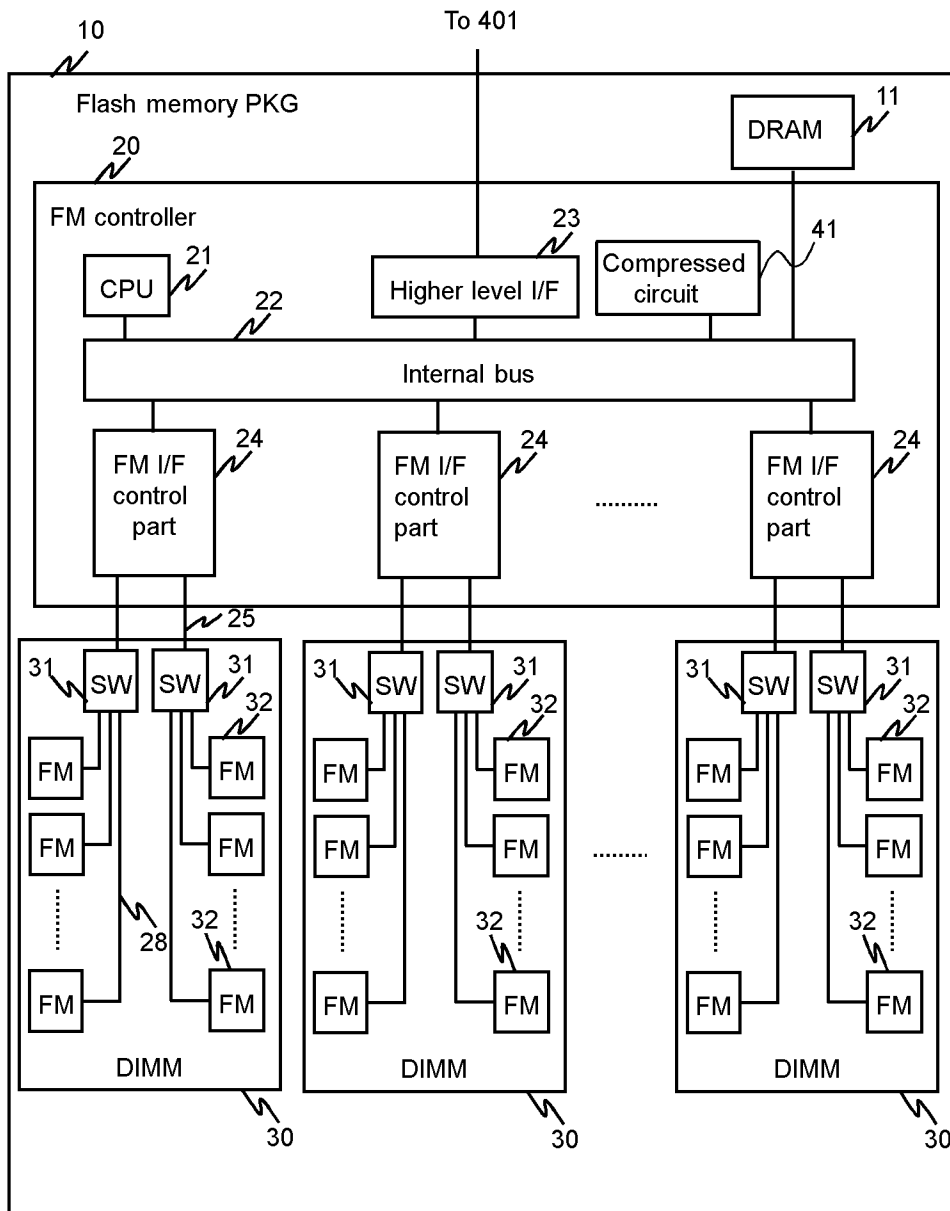 To 401
10
Flash memory PKG
11
DRAM
20
FM controller
23
41
21
CPU
Higher level I/F
Compressed
circuit
22
Internal bus
24
FM I/F
control
part
24
FM I/F
control
part
..........
24
FM I/F
control
part
25
31
SW
SW
31
32
FM
FM
FM
FM
28
32
FM
FM
DIMM
30
31
SW
SW
31
32
FM
FM
FM
FM
32
FM
FM
DIMM
30
........
31
SW
SW
31
32
FM
FM
FM
FM
32
FM
FM
DIMM
30